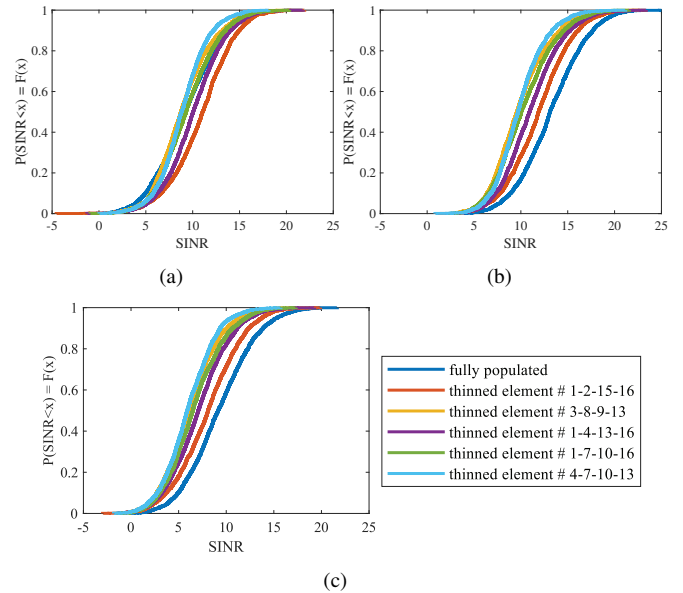 1
0.8
0.6
0.4
0.2
0
P(SINR<x) = F(x)
-5 0 5 10 15 20 25
SINR
(a)
1
0.8
0.6
0.4
0.2
0
P(SINR<x) = F(x)
-5 0 5 10 15 20 25
SINR
(b)
1
0.8
0.6
0.4
0.2
0
P(SINR<x) = F(x)
-5 0 5 10 15 20 25
SINR
fully populated
thinned element # 1-2-15-16
thinned element # 3-8-9-13
thinned element # 1-4-13-16
thinned element # 1-7-10-16
thinned element # 4-7-10-13
(c)